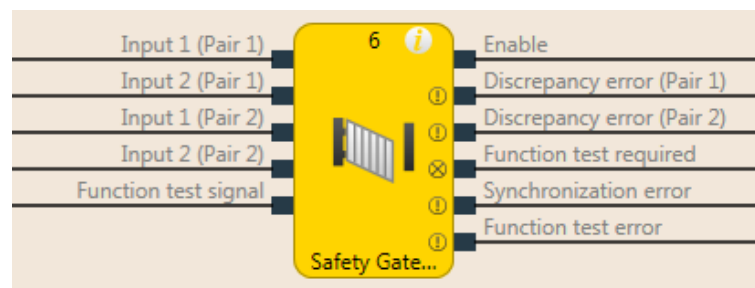 6 i
Input 1 (Pair 1)
Input 2 (Pair 1)
Input 1 (Pair 2)
Input 2 (Pair 2)
Function test signal
Enable
Discrepancy error (Pair 1)
Discrepancy error (Pair 2)
Function test required
Synchronization error
Function test error
Safety Gate...